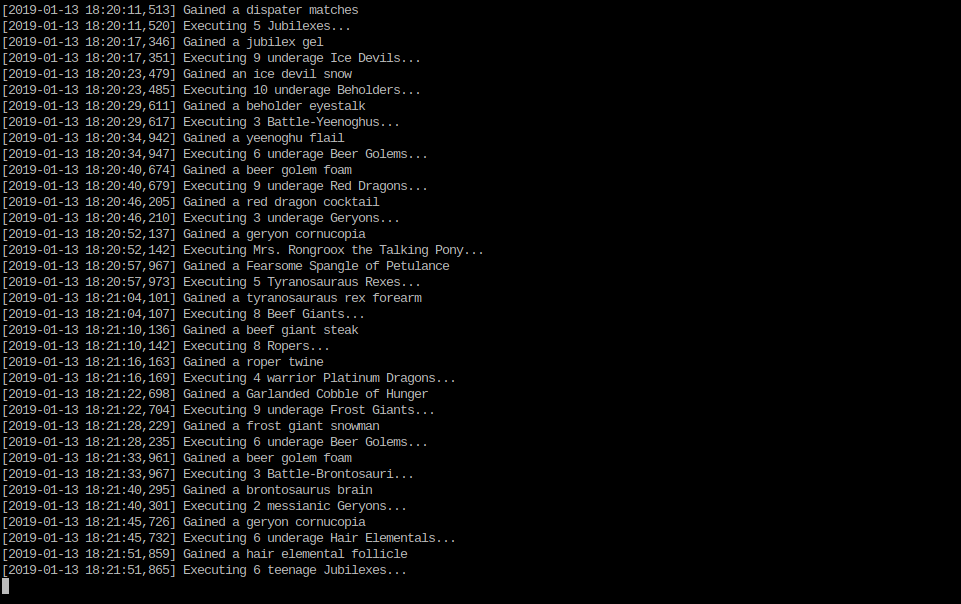 [2019-01-13 18:20:11,513] Gained a dispater matches
[2019-01-13 18:20:11,520] Executing 5 Jubilexes...
[2019-01-13 18:20:17,346] Gained a jubilex gel
[2019-01-13 18:20:17,351] Executing 9 underage Ice Devils...
[2019-01-13 18:20:23,479] Gained an ice devil snow
[2019-01-13 18:20:23,485] Executing 10 underage Beholders...
[2019-01-13 18:20:29,611] Gained a beholder eyestalk
[2019-01-13 18:20:29,617] Executing 3 Battle-Yeenoghus...
[2019-01-13 18:20:34,942] Gained a yeenoghu flail
[2019-01-13 18:20:34,947] Executing 6 underage Beer Golems...
[2019-01-13 18:20:40,674] Gained a beer golem foam
[2019-01-13 18:20:40,679] Executing 9 underage Red Dragons...
[2019-01-13 18:20:46,205] Gained a red dragon cocktail
[2019-01-13 18:20:46,210] Executing 3 underage Geryons...
[2019-01-13 18:20:52,137] Gained a geryon cornucopia
[2019-01-13 18:20:52,142] Executing Mrs. Rongroox the Talking Pony...
[2019-01-13 18:20:57,967] Gained a Fearsome Spangle of Petulance
[2019-01-13 18:20:57,973] Executing 5 Tyranosauraus Rexes...
[2019-01-13 18:21:04,101] Gained a tyranosauraus rex forearm
[2019-01-13 18:21:04,107] Executing 8 Beef Giants...
[2019-01-13 18:21:10,136] Gained a beef giant steak
[2019-01-13 18:21:10,142] Executing 8 Ropers...
[2019-01-13 18:21:16,163] Gained a roper twine
[2019-01-13 18:21:16,169] Executing 4 warrior Platinum Dragons...
[2019-01-13 18:21:22,698] Gained a Garlanded Cobble of Hunger
[2019-01-13 18:21:22,704] Executing 9 underage Frost Giants...
[2019-01-13 18:21:28,229] Gained a frost giant snowman
[2019-01-13 18:21:28,235] Executing 6 underage Beer Golems...
[2019-01-13 18:21:33,961] Gained a beer golem foam
[2019-01-13 18:21:33,967] Executing 3 Battle-Brontosauri...
[2019-01-13 18:21:40,295] Gained a brontosaurus brain
[2019-01-13 18:21:40,301] Executing 2 messianic Geryons...
[2019-01-13 18:21:45,726] Gained a geryon cornucopia
[2019-01-13 18:21:45,732] Executing 6 underage Hair Elementals...
[2019-01-13 18:21:51,859] Gained a hair elemental follicle
[2019-01-13 18:21:51,865] Executing 6 teenage Jubilexes...